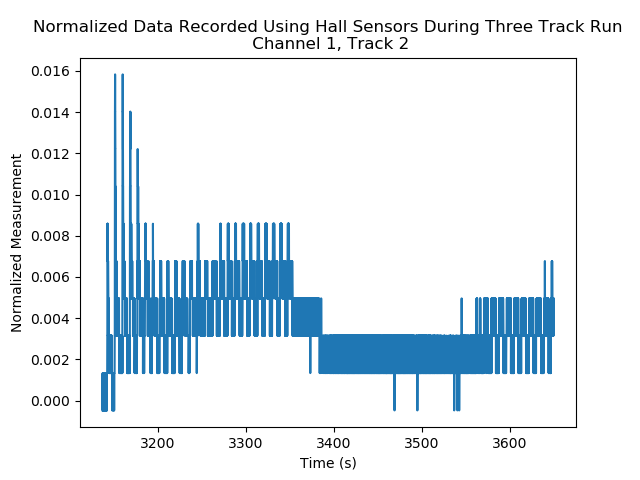 Normalized Data Recorded Using Hall Sensors During Three Track Run
Channel 1, Track 2
0.016
0.014
0.012
0.010
0.008
0.006
0.004
0.002
0.000
Normalized Measurement
3200 3300 3400 3500 3600
Time (s)